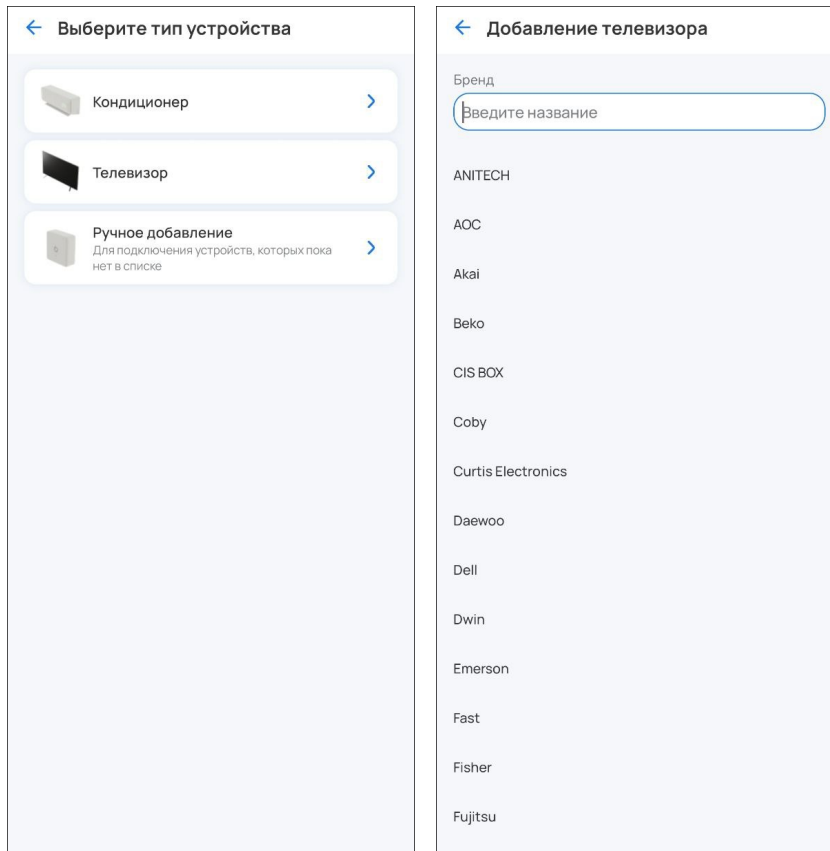 Выберите тип устройства
Кондиционер
Телевизор
Ручное добавление
Для подключения устройств, которых пока
нет в списке
Добавление телевизора
Бренд
Введите название
ANITECH
AOC
Akai
Beko
CIS BOX
Coby
Curtis Electronics
Daewoo
Dell
Dwin
Emerson
Fast
Fisher
Fujitsu